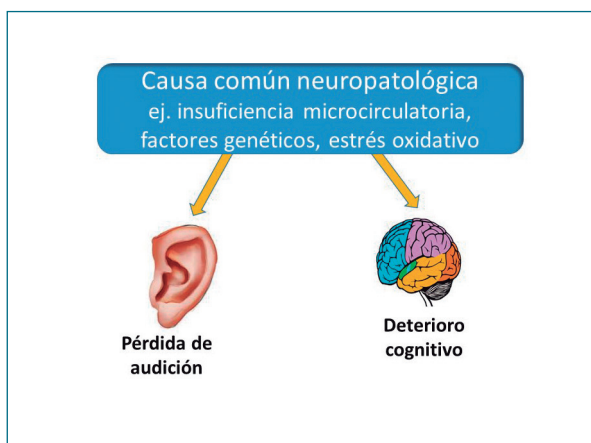 Causa común neuropatológica
ej. insuficiencia microcirculatoria,
factores genéticos, estrés oxidativo
Pérdida de
audición
Deterioro
cognitivo